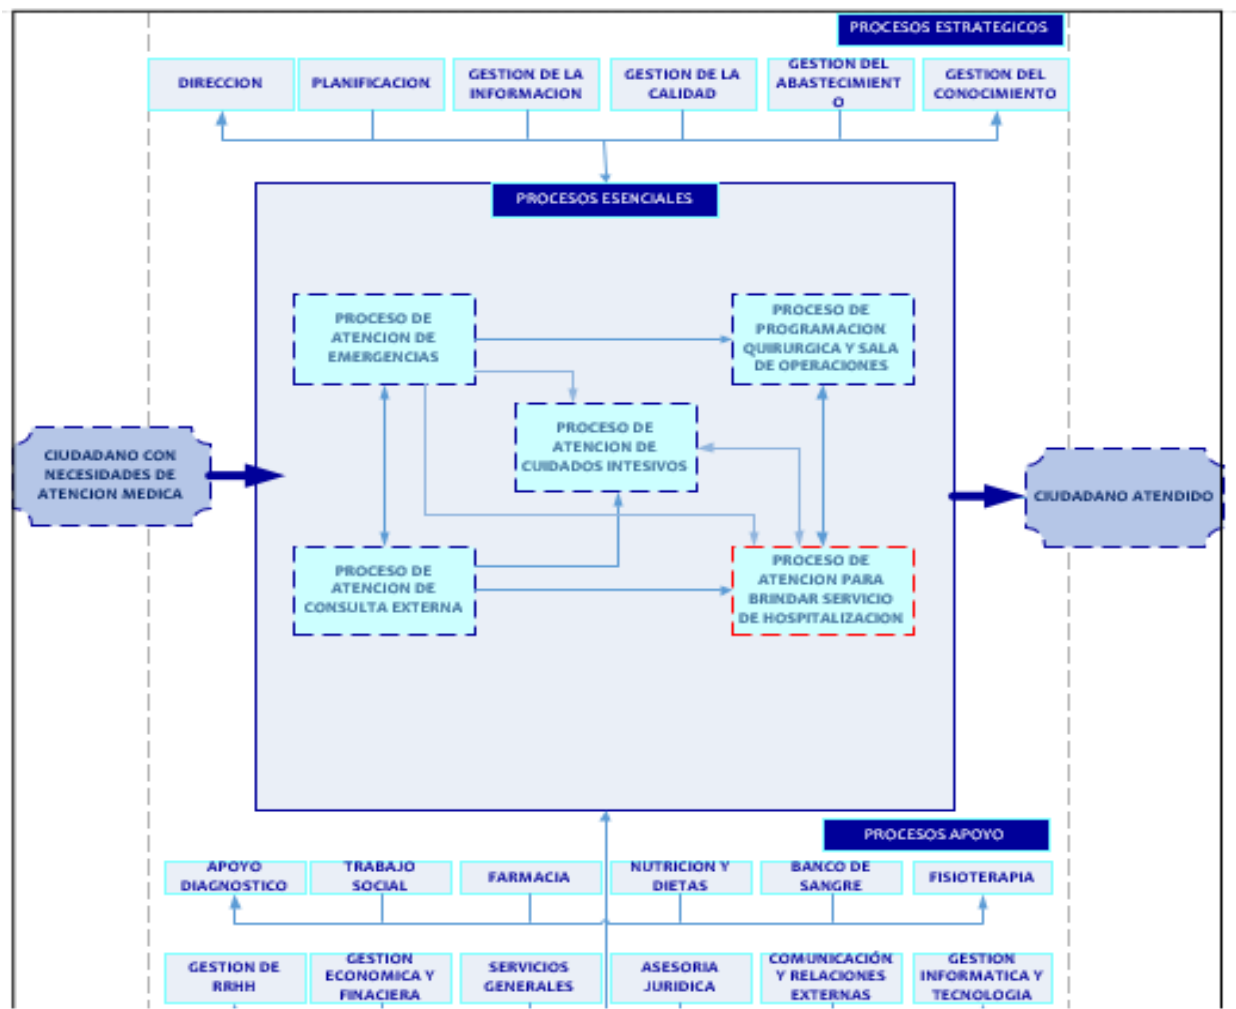 PROCESOS ESTRATEGICOS
DIRECCION
PLANIFICACION
GESTION DE LA
INFORMACION
GESTION DE LA
CALIDAD
GESTION DEL
ABASTECIMIENT
O
GESTION DEL
CONOCIMIENTO
PROCESOS ESENCIALES
PROCESO DE
ATENCION DE
EMERGENCIAS
PROCESO DE
PROGRAMACION
QUIRURGICA Y SALA
DE OPERACIONES
PROCESO DE
ATENCION DE
CUIDADOS INTESIVOS
CIUDADANO CON
NECESIDADES DE
ATENCION MEDICA
CIUDADANO ATENDIDO
PROCESO DE
ATENCION DE
CONSULTA EXTERNA
PROCESO DE
ATENCION PARA
BRINDAR SERVICIO
DE HOSPITALIZACION
PROCESOS APOYO
APOYO
DIAGNOSTICO
TRABAJO
SOCIAL
FARMACIA
NUTRICION Y
DIETAS
BANCO DE
SANGRE
FISIOTERAPIA
GESTION DE
RRHH
GESTION
ECONOMICA Y
FINACIERA
SERVICIOS
GENERALES
ASESORIA
JURIDICA
COMUNICACIÓN
Y RELACIONES
EXTERNAS
GESTION
INFORMATICA Y
TECNOLOGIA